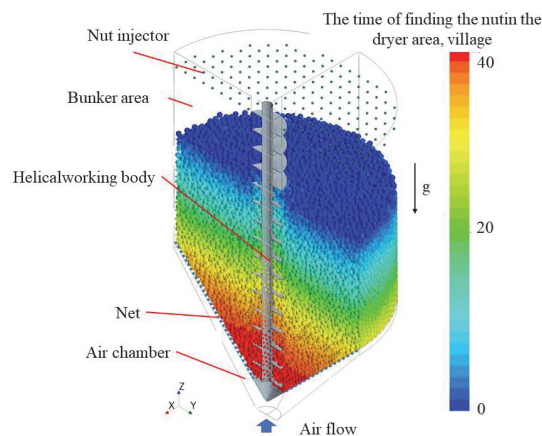 The time of finding the nutin the
dryer area, village
Nut injector
Bunker area
Helicalworking body
Net
Air chamber
Air flow
g
40
20
0
Z
X
Y